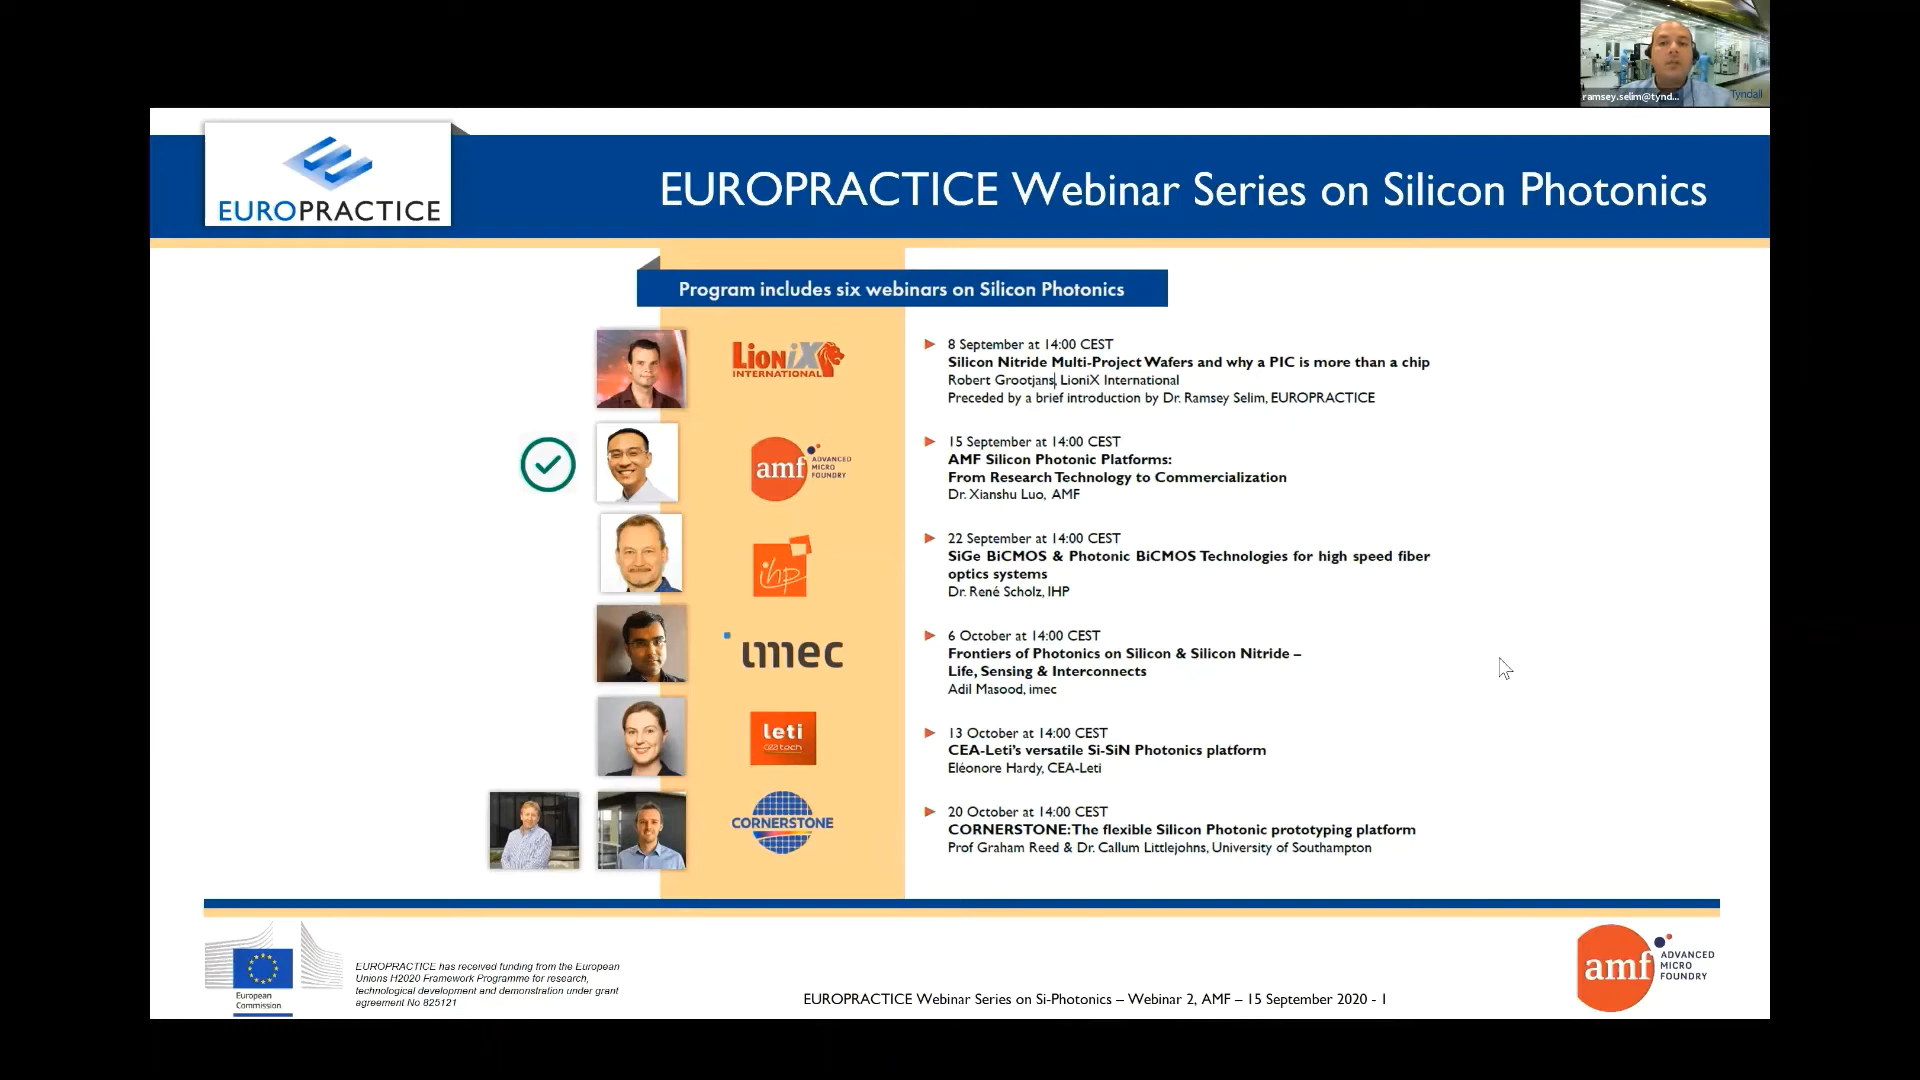 ramsey.selim@tynd...
Tyndall
EUROPRACTICE
EUROPRACTICE Webinar Series on Silicon Photonics
Program includes six webinars on Silicon Photonics
LioniX
INTERNATIONAL
8 September at 14:00 CEST
Silicon Nitride Multi-Project Wafers and why a PIC is more than a chip
Robert Grootjans, LioniX International
Preceded by a brief introduction by Dr. Ramsey Selim, EUROPRACTICE
amf
ADVANCED
MICRO
FOUNDRY
15 September at 14:00 CEST
AMF Silicon Photonic Platforms:
From Research Technology to Commercialization
Dr. Xianshu Luo, AMF
ihp
22 September at 14:00 CEST
SiGe BiCMOS & Photonic BiCMOS Technologies for high speed fiber
optics systems
Dr. René Scholz, IHP
imec
6 October at 14:00 CEST
Frontiers of Photonics on Silicon & Silicon Nitride –
Life, Sensing & Interconnects
Adil Masood, imec
leti
cea tech
13 October at 14:00 CEST
CEA-Leti's versatile Si-SiN Photonics platform
Eléonore Hardy, CEA-Leti
CORNERSTONE
20 October at 14:00 CEST
CORNERSTONE: The flexible Silicon Photonic prototyping platform
Prof Graham Reed & Dr. Callum Littlejohns, University of Southampton
European
Commission
EUROPRACTICE has received funding from the European
Unions H2020 Framework Programme for research,
technological development and demonstration under grant
agreement No 825121
EUROPRACTICE Webinar Series on Si-Photonics – Webinar 2, AMF – 15 September 2020 - 1
amf
ADVANCED
MICRO
FOUNDRY